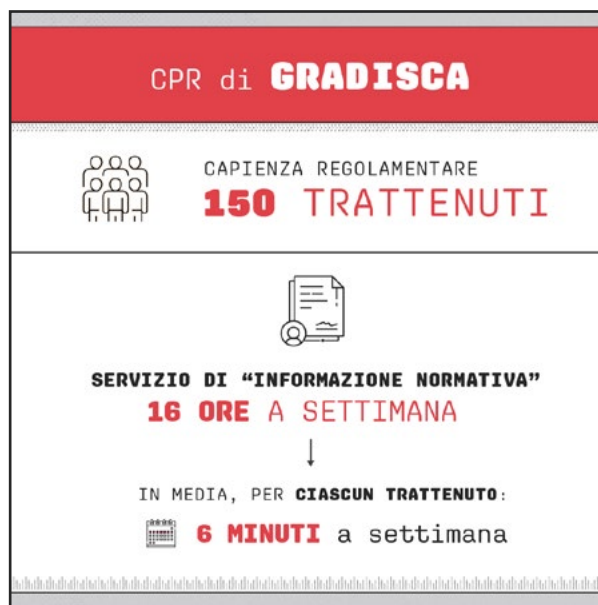 CPR di GRADISCA
CAPIENZA REGOLAMENTARE
150 TRATTENUTI
SERVIZIO DI “INFORMAZIONE NORMATIVA”
16 ORE A SETTIMANA
IN MEDIA, PER CIASCUN TRATTENUTO:
6 MINUTI a settimana